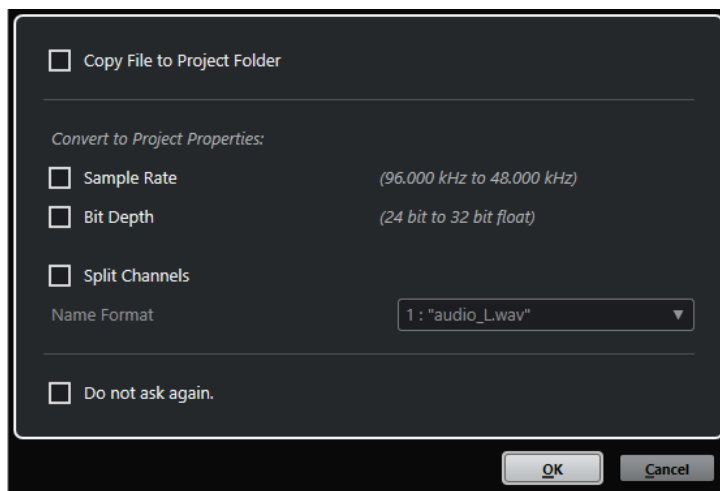 Copy File to Project Folder
Convert to Project Properties:
Sample Rate (96.000 kHz to 48.000 kHz)
Bit Depth (24 bit to 32 bit float)
Split Channels
Name Format 1 : "audio_L.wav"
Do not ask again.
OK Cancel